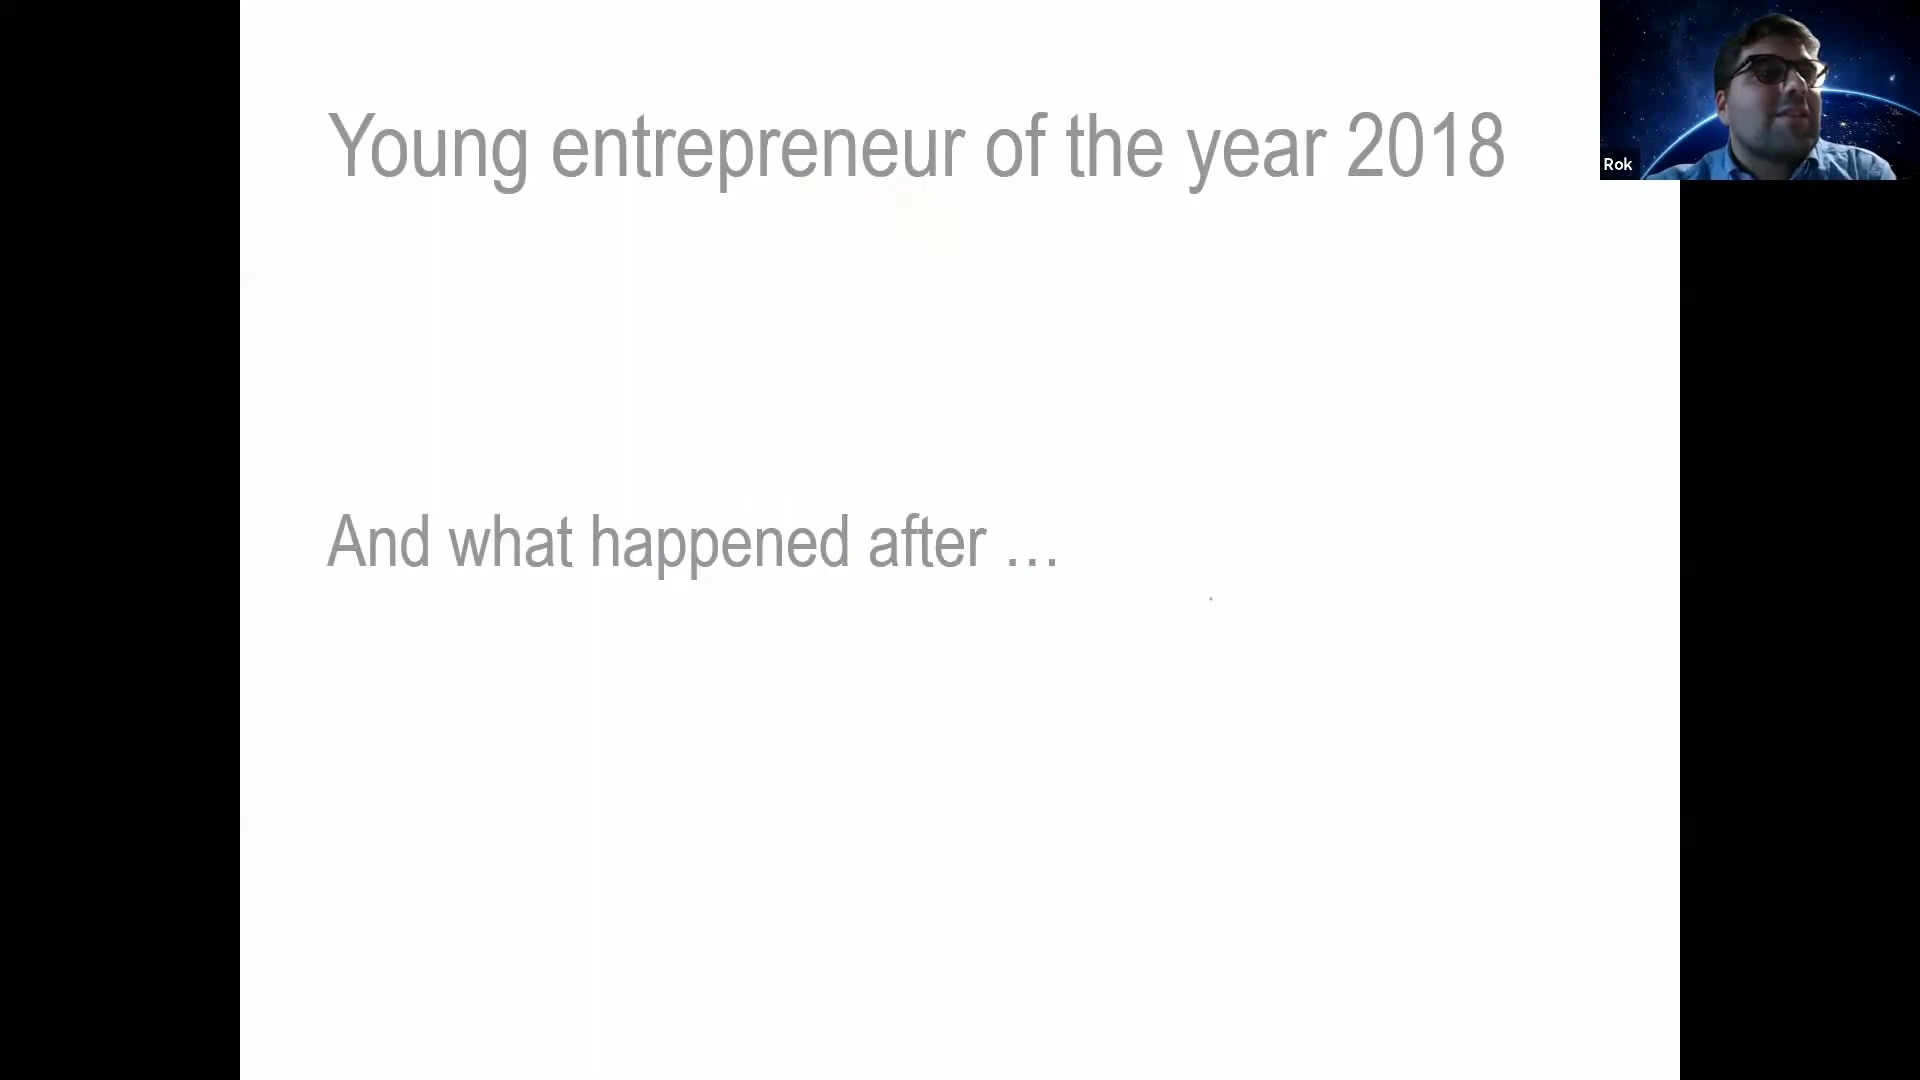 Young entrepreneur of the year 2018
Rok
And what happened after …